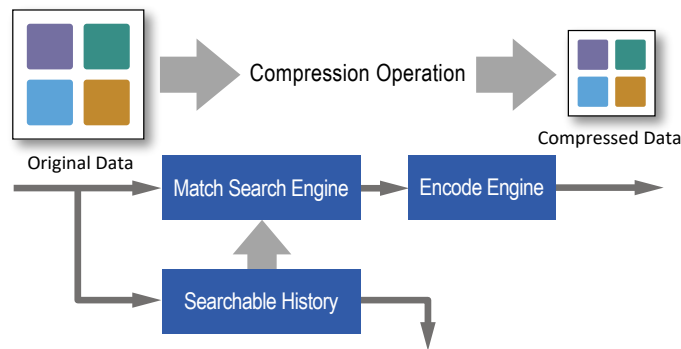 Compression Operation
Original Data
Compressed Data
Match Search Engine
Encode Engine
Searchable History